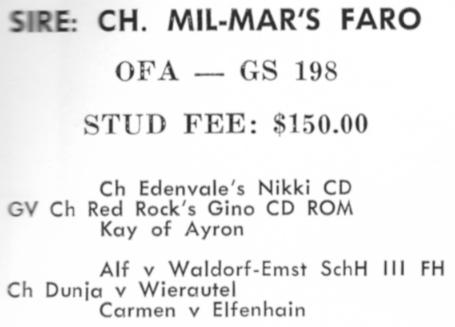 SIRE: CH. MIL-MAR'S FARO
OFA — GS 198
STUD FEE: $150.00
Ch Edenvale's Nikki CD
GV Ch Red Rock's Gino CD ROM
Kay of Ayron
Alf v Waldorf-Emst SchH III FH
Ch Dunja v Wierautel
Carmen v Elfenhain